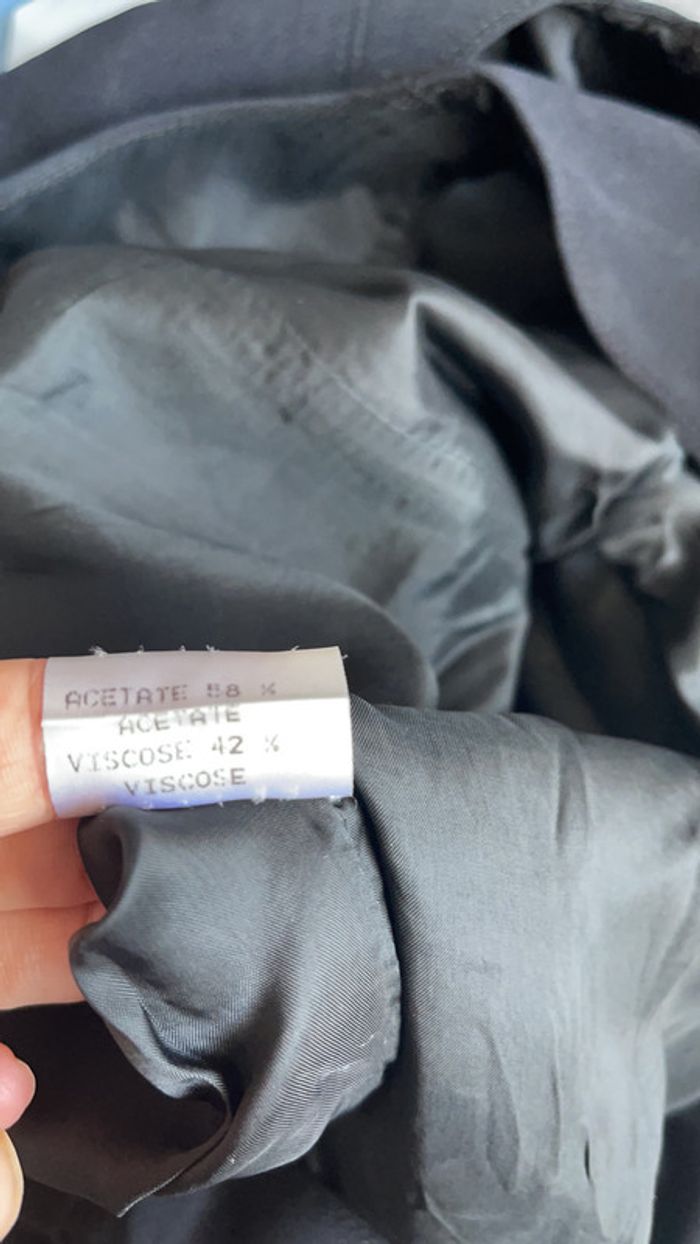 ACETATE 58 %
ACETATE
VISCOSE 42 %
VISCOSE